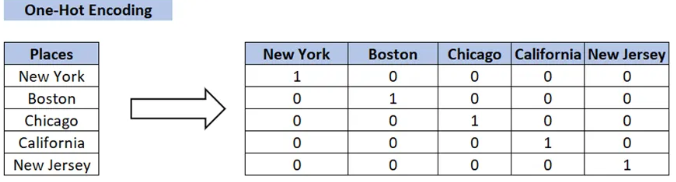 One-Hot Encoding
Places
New York
Boston
Chicago
California
New Jersey
New York Boston Chicago California New Jersey
1 0 0 0 0
0 1 0 0 0
0 0 1 0 0
0 0 0 1 0
0 0 0 0 1